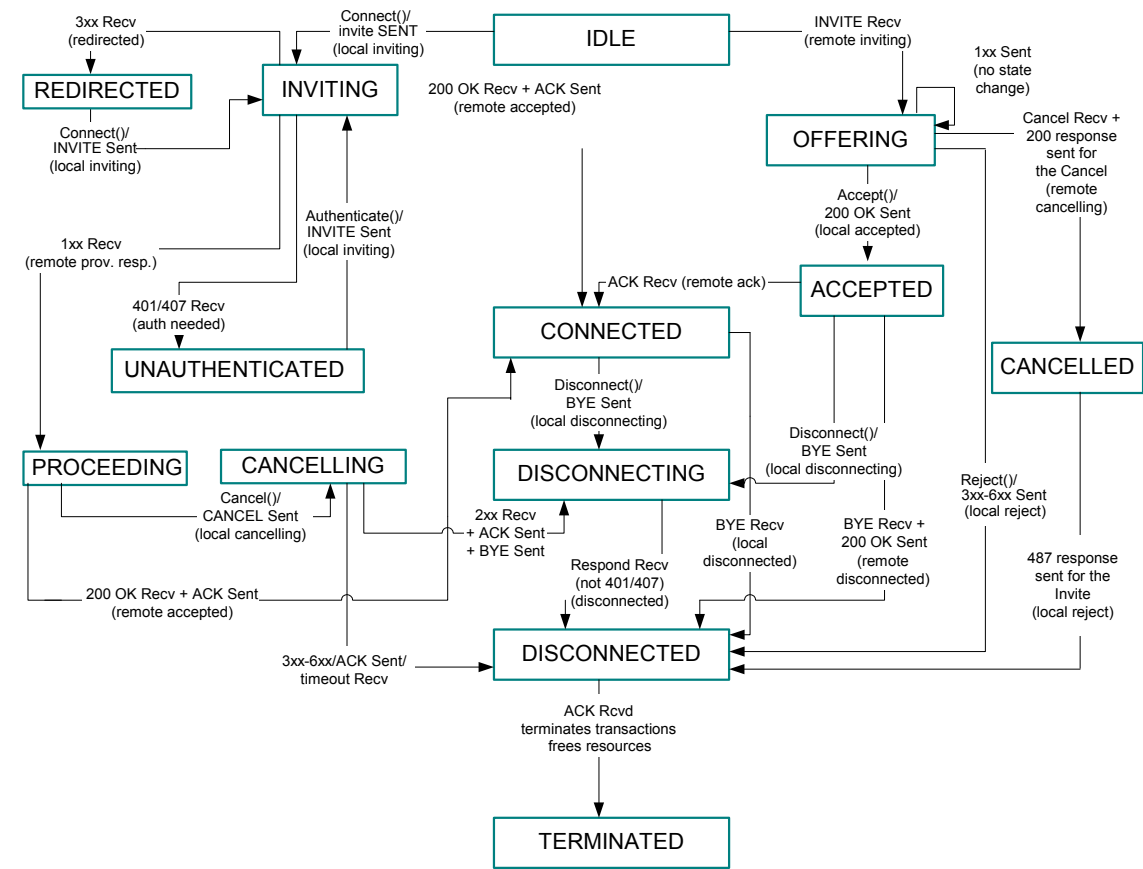 3xx Recv
(redirected)
Connect()/
invite SENT
(local inviting)
IDLE
INVITE Recv
(remote inviting)
1xx Sent
(no state
change)
REDIRECTED
INVITING
200 OK Recv + ACK Sent
(remote accepted)
OFFERING
Cancel Recv +
200 response
sent for
the Cancel
(remote
cancelling)
Connect()/
INVITE Sent
(local inviting)
Authenticate()/
INVITE Sent
(local inviting)
Accept()/
200 OK Sent
(local accepted)
1xx Recv
(remote prov. resp.)
ACK Recv (remote ack)
ACCEPTED
401/407 Recv
(auth needed)
CONNECTED
UNAUTHENTICATED
CANCELLED
Disconnect()/
BYE Sent
(local disconnecting)
Disconnect()/
BYE Sent
(local disconnecting)
PROCEEDING
CANCELLING
DISCONNECTING
Reject()/
3xx-6xx Sent
(local reject)
Cancel()/
CANCEL Sent
(local cancelling)
2xx Recv
+ ACK Sent
+ BYE Sent
BYE Recv
(local
disconnected)
BYE Recv +
200 OK Sent
(remote
disconnected)
Respond Recv
(not 401/407)
(disconnected)
487 response
sent for the
Invite
(local reject)
200 OK Recv + ACK Sent
(remote accepted)
DISCONNECTED
3xx-6xx/ACK Sent/
timeout Recv
ACK Rcvd
terminates transactions
frees resources
TERMINATED